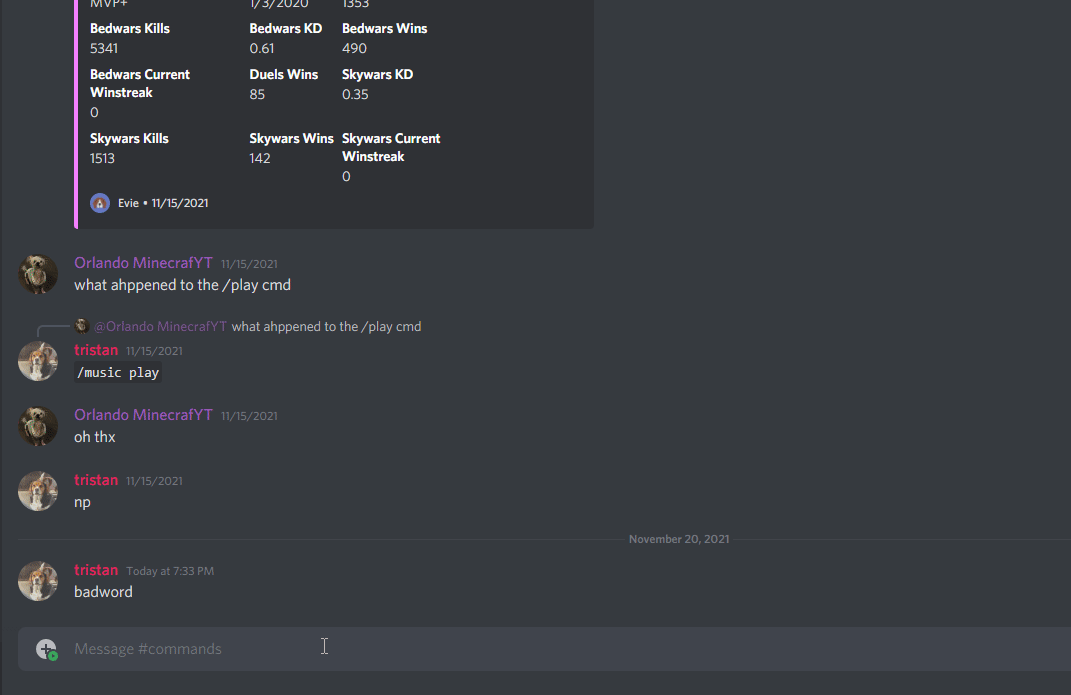 MVP+ 1/3/2020 1353
Bedwars Kills Bedwars KD Bedwars Wins
5341 0.61 490
Bedwars Current Duels Wins Skywars KD
Winstreak 85 0.35
0
Skywars Kills Skywars Wins Skywars Current
1513 142 Winstreak
0
Evie • 11/15/2021
Orlando MinecrafYT 11/15/2021
what ahppened to the /play cmd
@Orlando MinecrafYT what ahppened to the /play cmd
tristan 11/15/2021
/music play
Orlando MinecrafYT 11/15/2021
oh thx
tristan 11/15/2021
np
November 20, 2021
tristan Today at 7:33 PM
badword
Message #commands